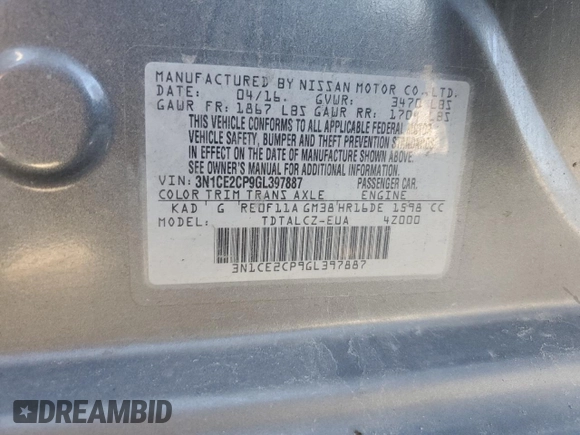 MANUFACTURED BY NISSAN MOTOR CO., LTD.
DATE: 04/16. GVWR: 3470 LBS
GAWR FR: 1867 LBS GAWR RR: LBS
THIS VEHICLE CONFORMS TO ALL APPLICABLE FEDERAL MOTOR
VEHICLE SAFETY, BUMPER AND THEFT PREVENTION STANDARDS
IN EFFECT ON THE DATE OF MANUFACTURE SHOWN ABOVE.
SEE OWNER'S MANUAL FOR ADDITIONAL INFORMATION.
VIN: 3N1CE2CP9GL397887 PASSENGER CAR.
COLOR TRIM TRANS AXLE ENGINE
KAD G RE0F11A GM38 HR16DE 1598 CC
MODEL: TDTALCZ-EUA 4Z000
3N1CE2CP9GL397887
DREAMBID